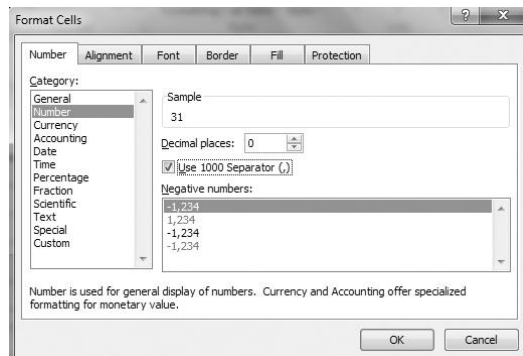 Format Cells
Number Alignment Font Border Fill Protection
Category:
General
Number
Currency
Accounting
Date
Time
Percentage
Fraction
Scientific
Text
Special
Custom
Sample
31
Decimal places: 0
Use 1000 Separator (,)
Negative numbers:
-1,234
1,234
-1,234
-1,234
Number is used for general display of numbers. Currency and Accounting offer specialized
formatting for monetary value.
OK Cancel